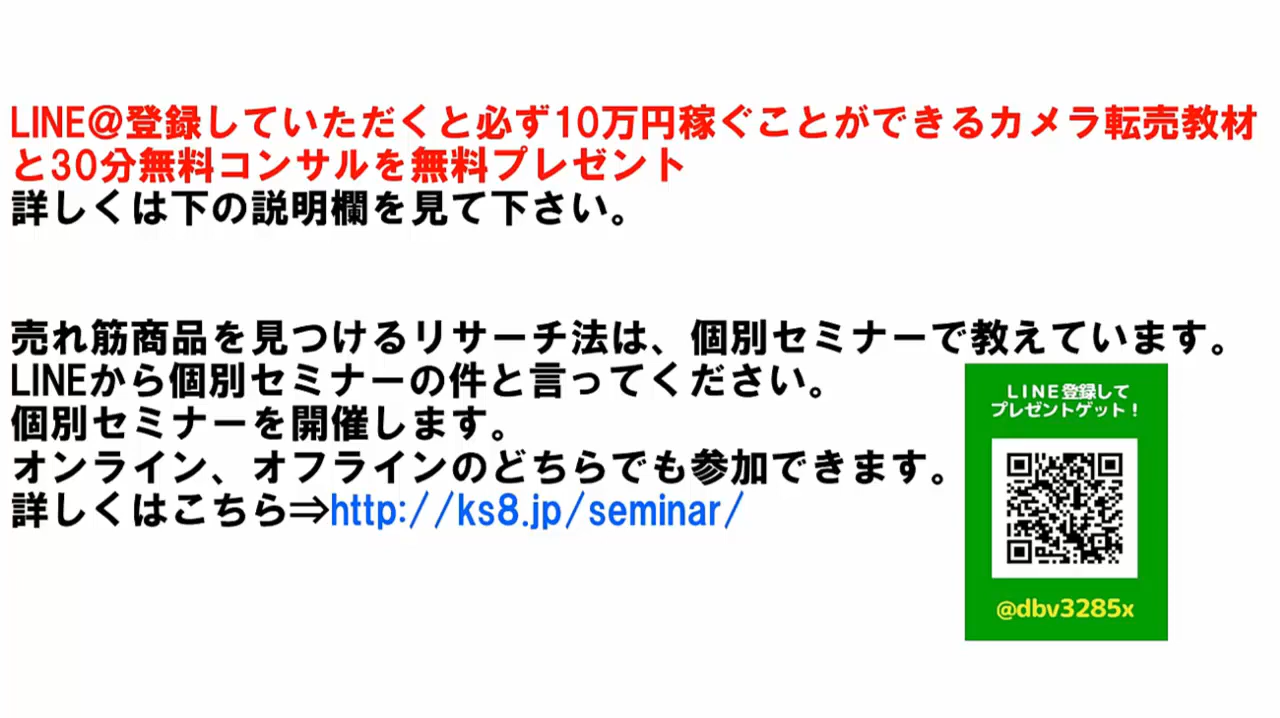 LINE@登録していただくと必ず10万円稼ぐことができるカメラ転売教材
と30分無料コンサルを無料プレゼント
詳しくは下の説明欄を見て下さい。
売れ筋商品を見つけるリサーチ法は、個別セミナーで教えています。
LINEから個別セミナーの件と言ってください。
個別セミナーを開催します。
オンライン、オフラインのどちらでも参加できます。
詳しくはこちら⇒http://ks8.jp/seminar/
LINE登録して
プレゼントゲット！
@dbv3285x